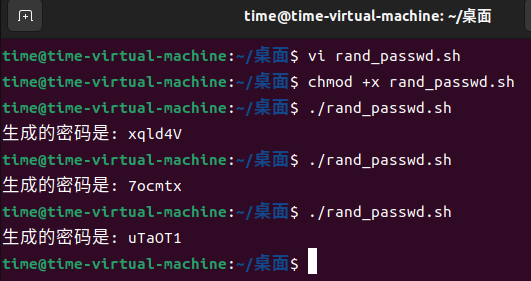 time@time-virtual-machine: ~/桌面
time@time-virtual-machine:~/桌面$ vi rand_passwd.sh
time@time-virtual-machine:~/桌面$ chmod +x rand_passwd.sh
time@time-virtual-machine:~/桌面$ ./rand_passwd.sh
生成的密码是: xqld4V
time@time-virtual-machine:~/桌面$ ./rand_passwd.sh
生成的密码是: 7ocmtx
time@time-virtual-machine:~/桌面$ ./rand_passwd.sh
生成的密码是: uTaOT1
time@time-virtual-machine:~/桌面$